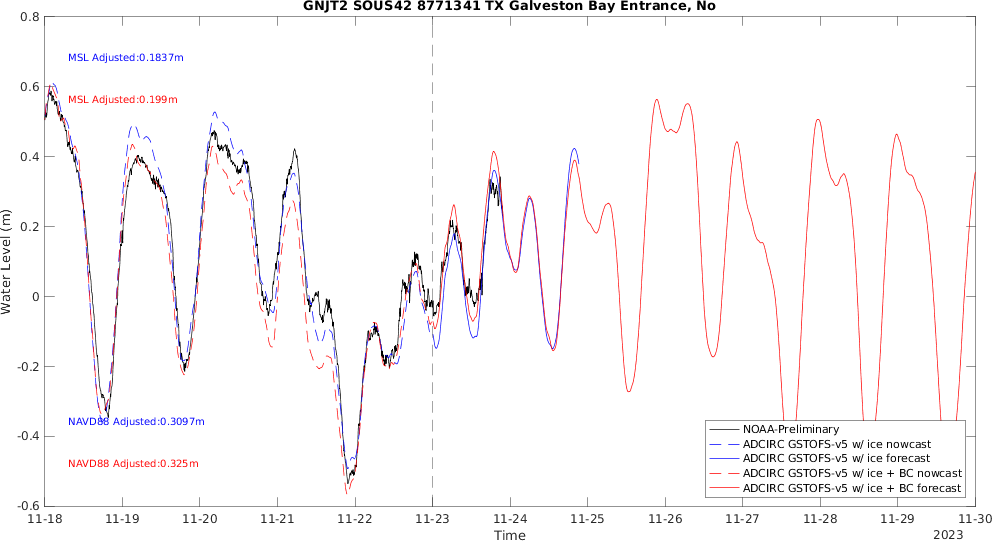 GNJT2 SOUS42 8771341 TX Galveston Bay Entrance, No
0.8
MSL Adjusted:0.1837m
0.6
MSL Adjusted:0.199m
0.4
0.2
Water Level (m)
0
-0.2
NAVD88 Adjusted:0.3097m
-0.4
NAVD88 Adjusted:0.325m
-0.6
NOAA-Preliminary
ADCIRC GSTOFS-v5 w/ ice nowcast
ADCIRC GSTOFS-v5 w/ ice forecast
ADCIRC GSTOFS-v5 w/ ice + BC nowcast
ADCIRC GSTOFS-v5 w/ ice + BC forecast
11-18 11-19 11-20 11-21 11-22 11-23 11-24 11-25 11-26 11-27 11-28 11-29 11-30
Time
2023